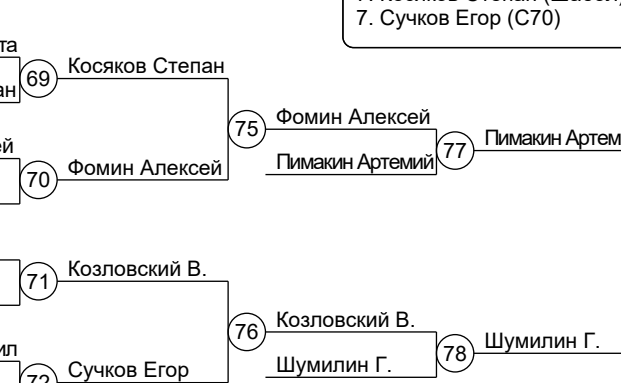 7. Сучков Егор (С70)
69
Косяков Степан
75
Фомин Алексей
77
Пимакин Артем
Пимакин Артемий
70
Фомин Алексей
71
Козловский В.
76
Козловский В.
78
Шумилин Г.
Шумилин Г.
72
Сучков Егор